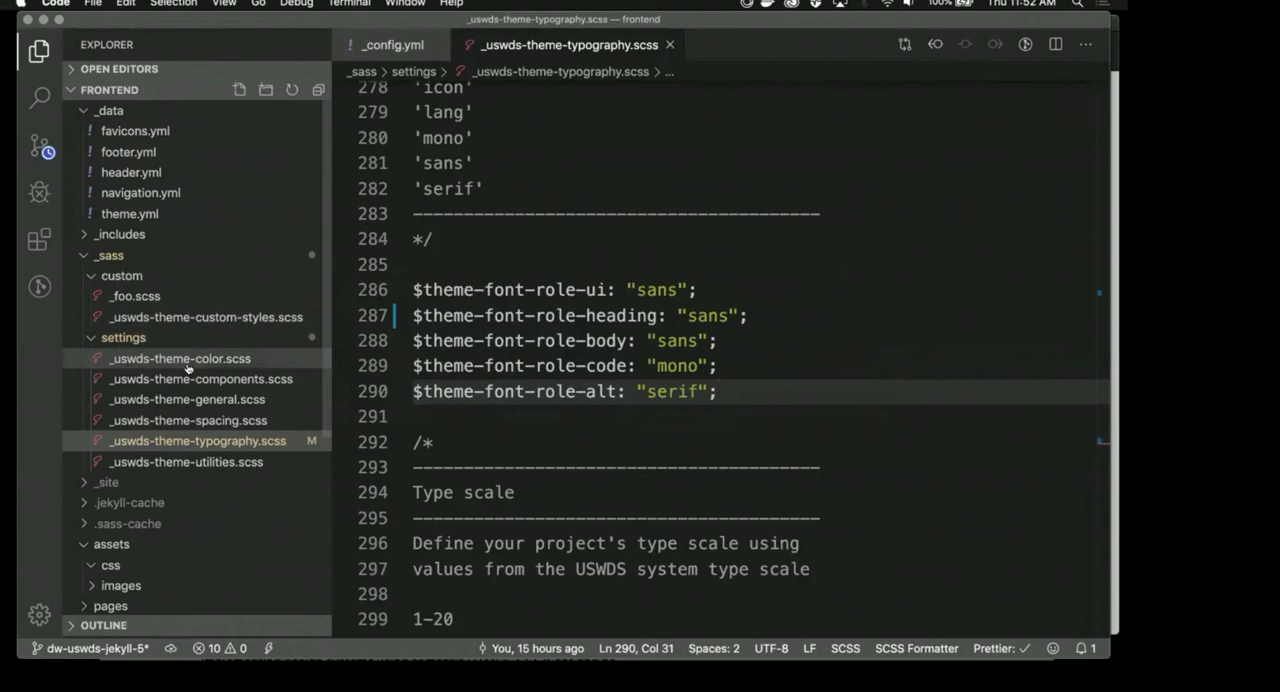 Code File Edit Selection View Go Debug Terminal Window Help 100% Thu 11:52 AM
_uswds-theme-typography.scss — frontend
EXPLORER
OPEN EDITORS
FRONTEND
_data
favicons.yml
footer.yml
header.yml
navigation.yml
theme.yml
_includes
_sass
custom
_foo.scss
_uswds-theme-custom-styles.scss
settings
_uswds-theme-color.scss
_uswds-theme-components.scss
_uswds-theme-general.scss
_uswds-theme-spacing.scss
_uswds-theme-typography.scss M
_uswds-theme-utilities.scss
_site
.jekyll-cache
.sass-cache
assets
css
images
pages
OUTLINE
_config.yml _uswds-theme-typography.scss
_sass > settings > _uswds-theme-typography.scss > ...
278 'icon'
279 'lang'
280 'mono'
281 'sans'
282 'serif'
283 ----------------------------------------
284 */
285
286 $theme-font-role-ui: "sans";
287 $theme-font-role-heading: "sans";
288 $theme-font-role-body: "sans";
289 $theme-font-role-code: "mono";
290 $theme-font-role-alt: "serif";
291
292 /*
293 ----------------------------------------
294 Type scale
295 ----------------------------------------
296 Define your project's type scale using
297 values from the USWDS system type scale
298
299 1-20
dw-uswds-jekyll-5* 10 0 You, 15 hours ago Ln 290, Col 31 Spaces: 2 UTF-8 LF SCSS SCSS Formatter Prettier: ✓ 1